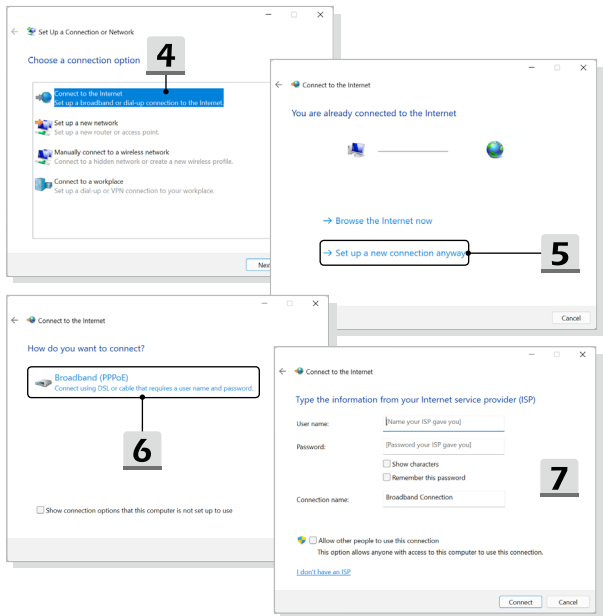 Set Up a Connection or Network
Choose a connection option
4
Connect to the Internet
Set up a broadband or dial-up connection to the Internet.
Set up a new network
Set up a new router or access point.
Manually connect to a wireless network
Connect to a hidden network or create a new wireless profile.
Connect to a workplace
Set up a dial-up or VPN connection to your workplace.
Connect to the Internet
You are already connected to the Internet
→ Browse the Internet now
→ Set up a new connection anyway
5
Cancel
Connect to the Internet
How do you want to connect?
Broadband (PPPoE)
Connect using DSL or cable that requires a user name and password.
6
Show connection options that this computer is not set up to use
Connect to the Internet
Type the information from your Internet service provider (ISP)
User name: [Name your ISP gave you]
Password: [Password your ISP gave you]
Show characters
Remember this password
7
Connection name: Broadband Connection
Allow other people to use this connection
This option allows anyone with access to this computer to use this connection.
I don't have an ISP
Connect Cancel